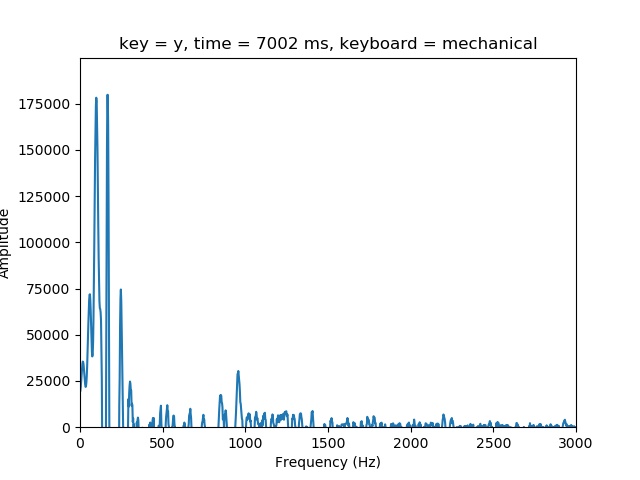 key = y, time = 7002 ms, keyboard = mechanical
175000
150000
125000
100000
75000
50000
25000
0
Amplitude
0 500 1000 1500 2000 2500 3000
Frequency (Hz)